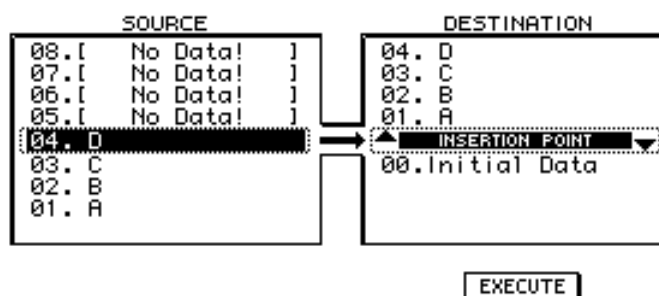 SOURCE
08.[ No Data! ]
07.[ No Data! ]
06.[ No Data! ]
05.[ No Data! ]
04. D
03. C
02. B
01. A
DESTINATION
04. D
03. C
02. B
01. A
INSERTION POINT
00.Initial Data
EXECUTE